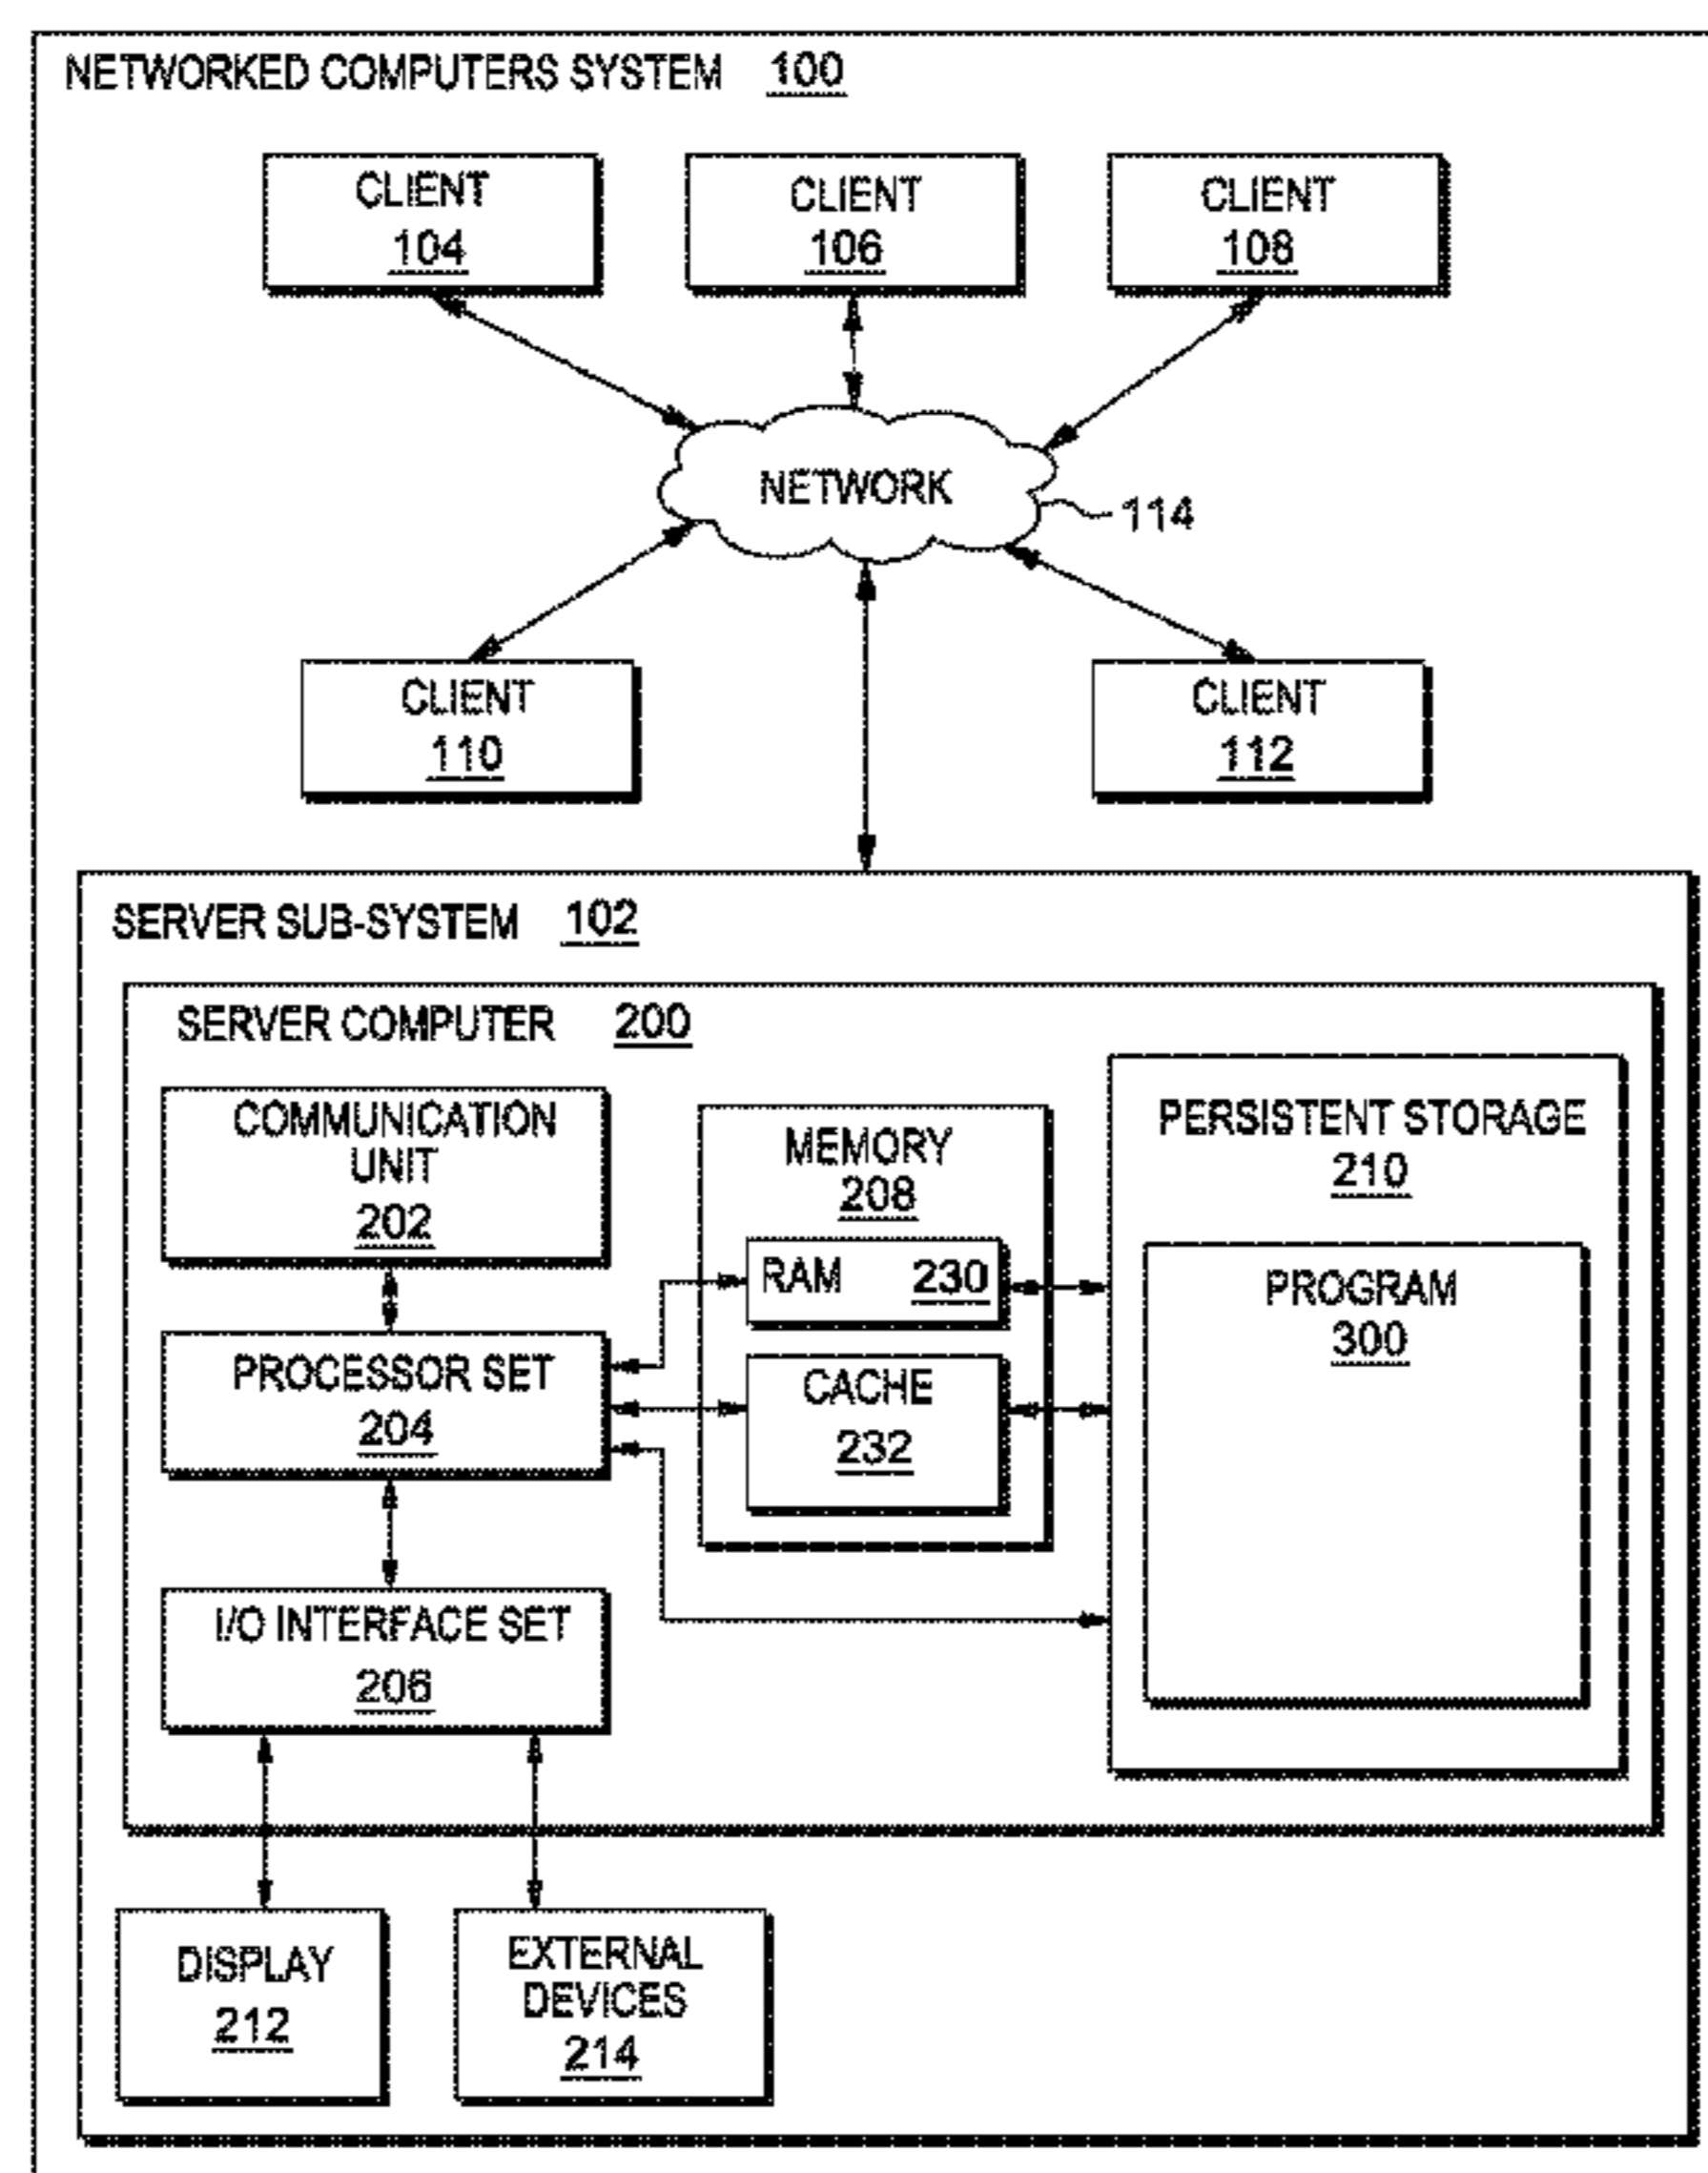 NETWORKED COMPUTERS SYSTEM 100
CLIENT
104
CLIENT
106
CLIENT
108
NETWORK
114
CLIENT
110
CLIENT
112
SERVER SUB-SYSTEM 102
SERVER COMPUTER 200
COMMUNICATION
UNIT
202
PROCESSOR SET
204
I/O INTERFACE SET
206
MEMORY
208
RAM 230
CACHE
232
PERSISTENT STORAGE
210
PROGRAM
300
DISPLAY
212
EXTERNAL
DEVICES
214